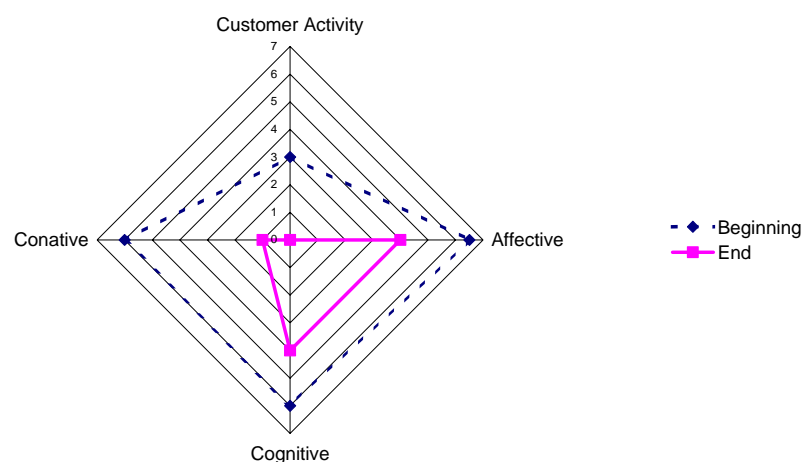 Customer Activity
7
6
5
4
3
2
1
0
Conative
Affective
Beginning
End
Cognitive